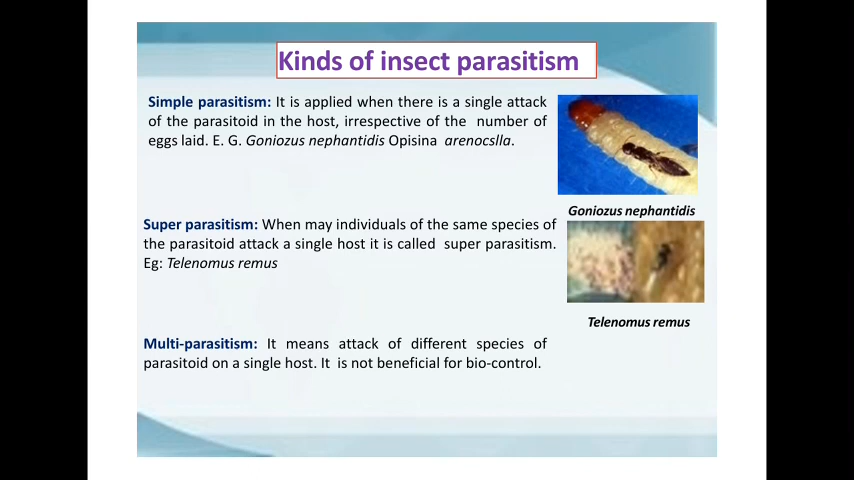 Kinds of insect parasitism
Simple parasitism: It is applied when there is a single attack
of the parasitoid in the host, irrespective of the number of
eggs laid. E. G. Goniozus nephantidis Opisina arenocslla.
Goniozus nephantidis
Super parasitism: When may individuals of the same species of
the parasitoid attack a single host it is called super parasitism.
Eg: Telenomus remus
Telenomus remus
Multi-parasitism: It means attack of different species of
parasitoid on a single host. It is not beneficial for bio-control.